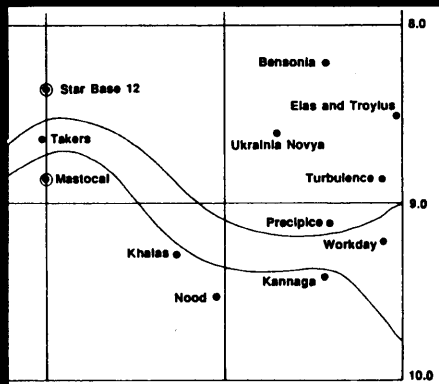 8.0
Bensonia
Star Base 12
Elas and Troylus
Takers
Ukrainia Novya
Mastocal
Turbulence
9.0
Precipice
Workday
Khalas
Kannaga
Nood
10.0